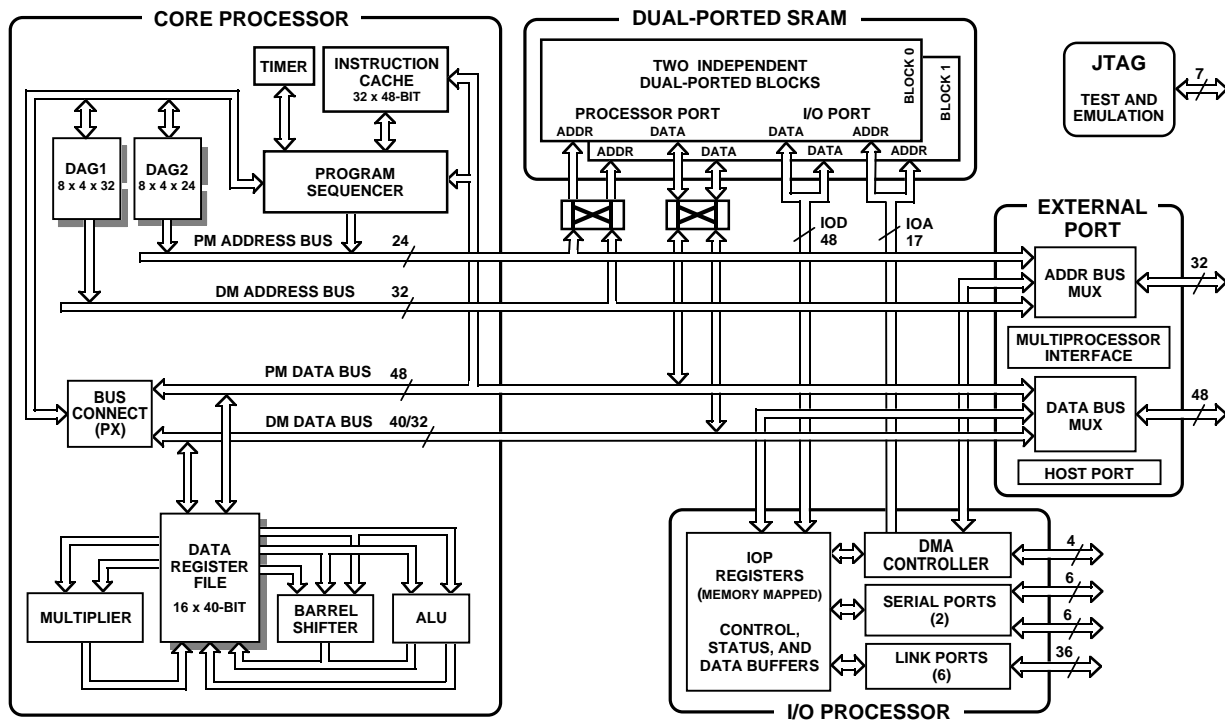 CORE PROCESSOR
TIMER
INSTRUCTION
CACHE
32 x 48-BIT
DAG1
8 x 4 x 32
DAG2
8 x 4 x 24
PROGRAM
SEQUENCER
PM ADDRESS BUS
24
DM ADDRESS BUS
32
PM DATA BUS
48
BUS
CONNECT
(PX)
DM DATA BUS
40/32
DATA
REGISTER
FILE
16 x 40-BIT
MULTIPLIER
BARREL
SHIFTER
ALU
DUAL-PORTED SRAM
TWO INDEPENDENT
DUAL-PORTED BLOCKS
BLOCK 0
BLOCK 1
PROCESSOR PORT
I/O PORT
ADDR
DATA
DATA
ADDR
ADDR
DATA
DATA
ADDR
IOD
48
IOA
17
JTAG
TEST AND
EMULATION
7
EXTERNAL
PORT
ADDR BUS
MUX
32
MULTIPROCESSOR
INTERFACE
DATA BUS
MUX
48
HOST PORT
IOP
REGISTERS
(MEMORY MAPPED)
CONTROL,
STATUS, AND
DATA BUFFERS
DMA
CONTROLLER
4
SERIAL PORTS
(2)
6
6
LINK PORTS
(6)
36
I/O PROCESSOR